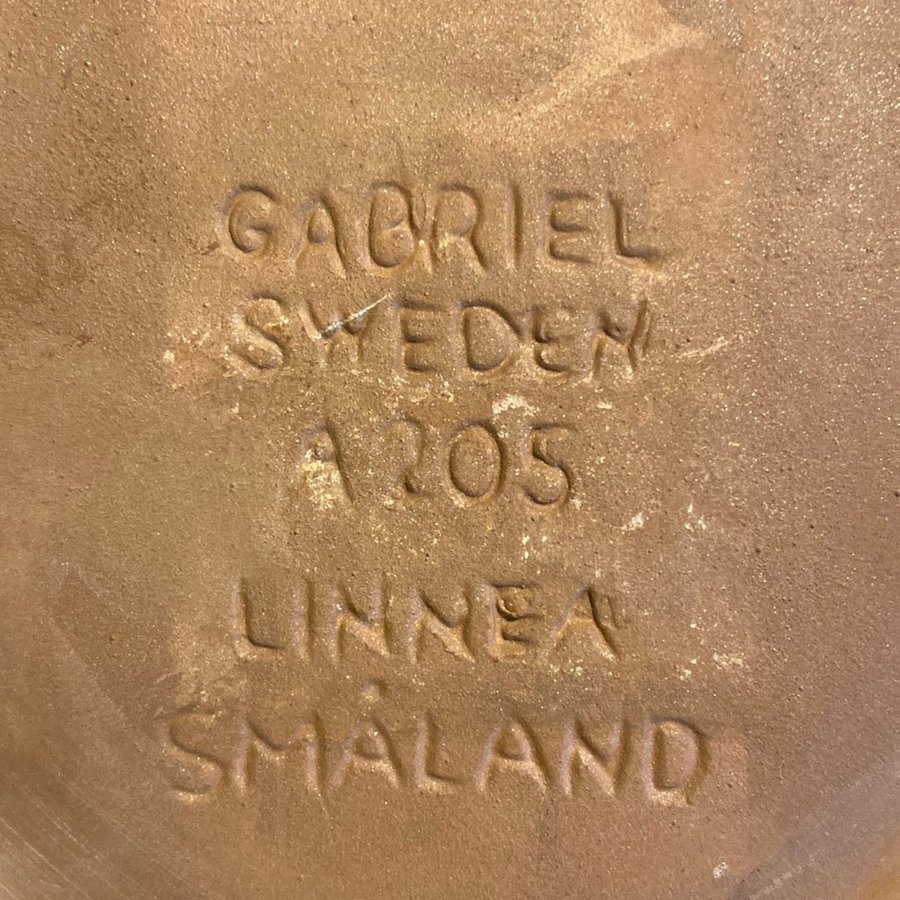 GABRIEL
SWEDEN
A205
LINNEA
SMÅLAND